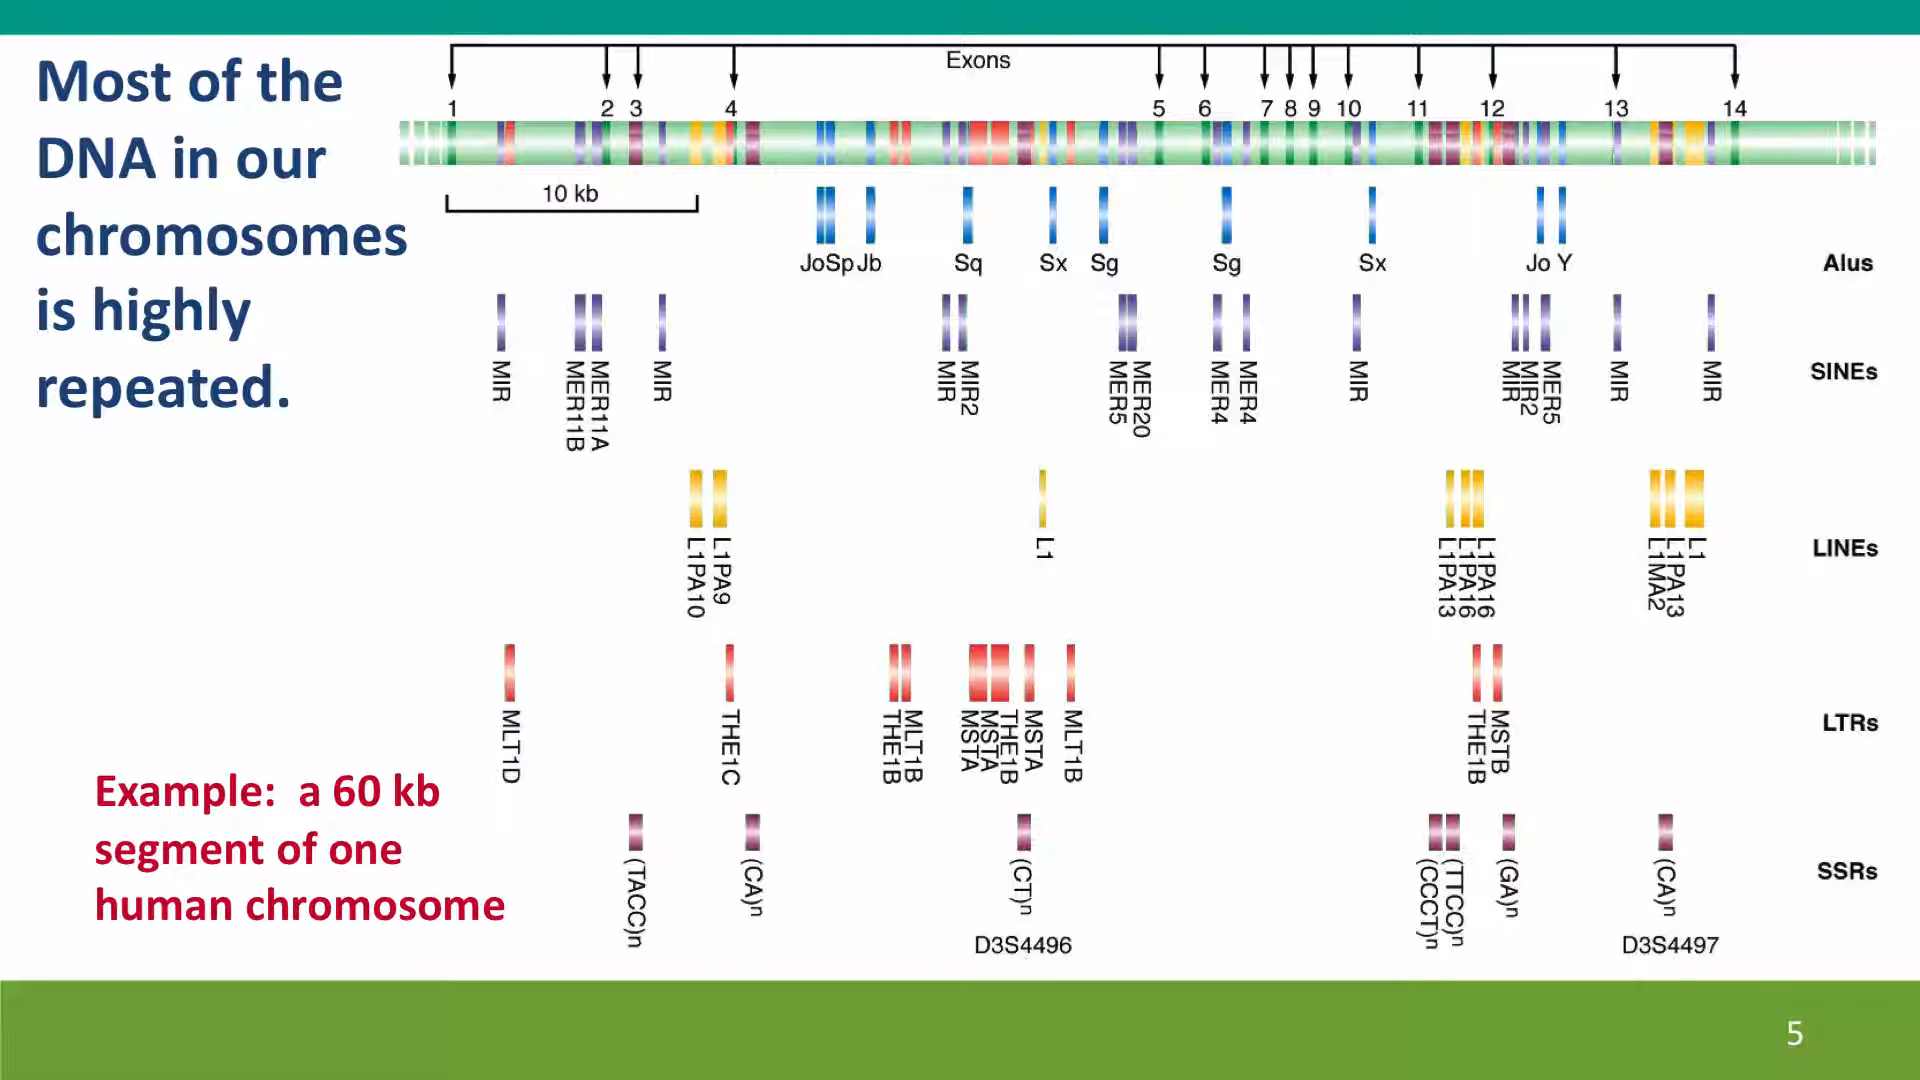 Most of the
DNA in our
chromosomes
is highly
repeated.
Exons
1 2 3 4 5 6 7 8 9 10 11 12 13 14
10 kb
Jo Sp Jb Sq Sx Sg Sg Sx Jo Y
Alus
MIR MER11B MER11A MIR MIR MIR2 MER5 MER20 MER4 MER4 MIR MIR MIR2 MER5 MIR MIR
SINEs
L1PA10 L1PA9 L1 L1PA13 L1PA16 L1PA16 L1MA2 L1PA13 L1
LINEs
MLT1D THE1C THE1B MLT1B MSTA MSTA THE1B MSTA MLT1B THE1B MSTB
LTRs
(TACC)n (CA)n (CT)n (CCCT)n (TTCC)n (GA)n (CA)n
SSRs
D3S4496 D3S4497
Example: a 60 kb
segment of one
human chromosome
5